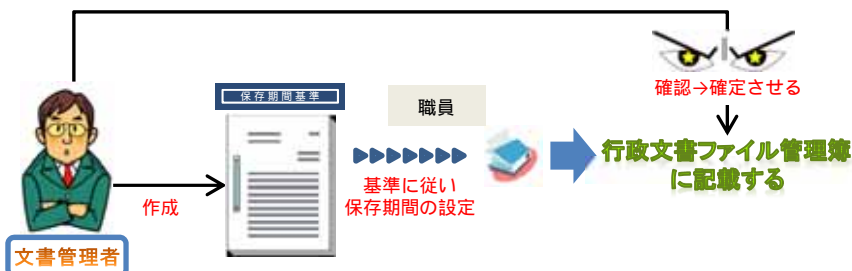 保存期間基準
職員
確認→確定させる
作成
基準に従い
保存期間の設定
行政文書ファイル管理簿
に記載する
文書管理者